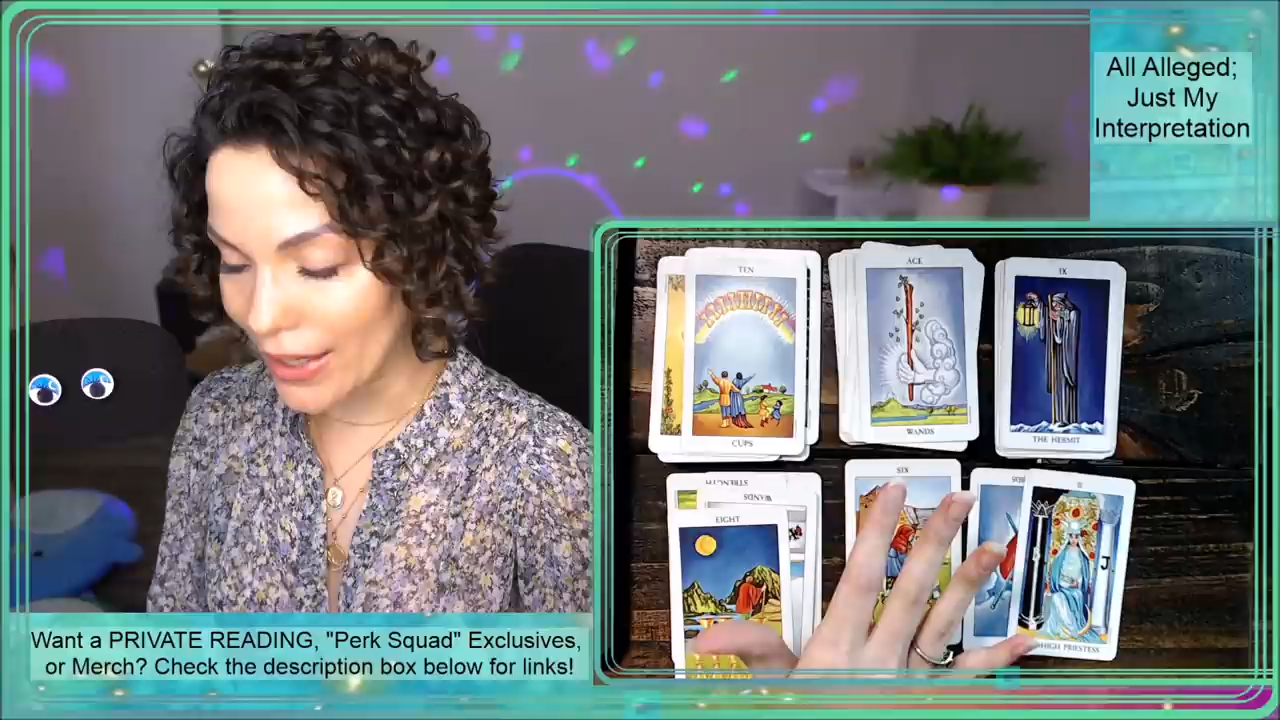 All Alleged;
Just My
Interpretation
TEN
CUPS
ACE
WANDS
IX
THE HERMIT
STRENGTH
WANDS
EIGHT
SIX
II
HIGH PRIESTESS
J
Want a PRIVATE READING, "Perk Squad" Exclusives,
or Merch? Check the description box below for links!